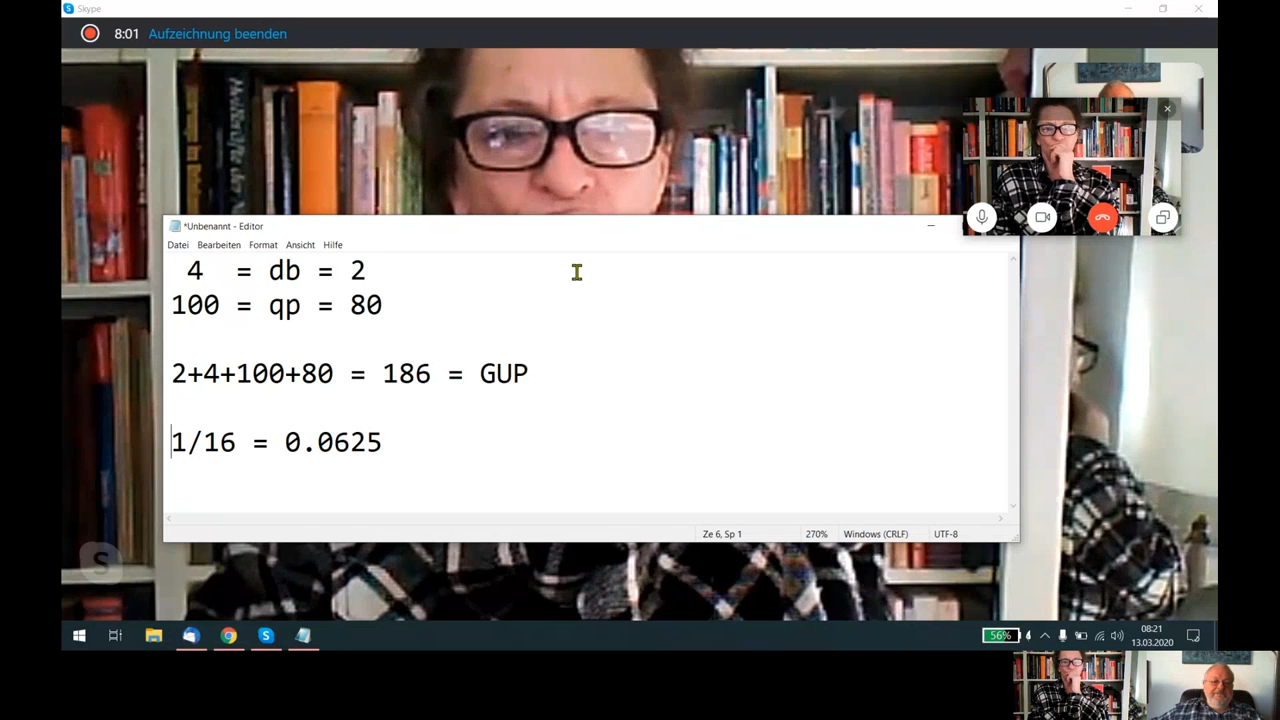 Skype
8:01 Aufzeichnung beenden
*Unbenannt - Editor
Datei Bearbeiten Format Ansicht Hilfe
4 = db = 2
100 = qp = 80
2+4+100+80 = 186 = GUP
1/16 = 0.0625
Ze 6, Sp 1 270% Windows (CRLF) UTF-8
56%
08:21
13.03.2020